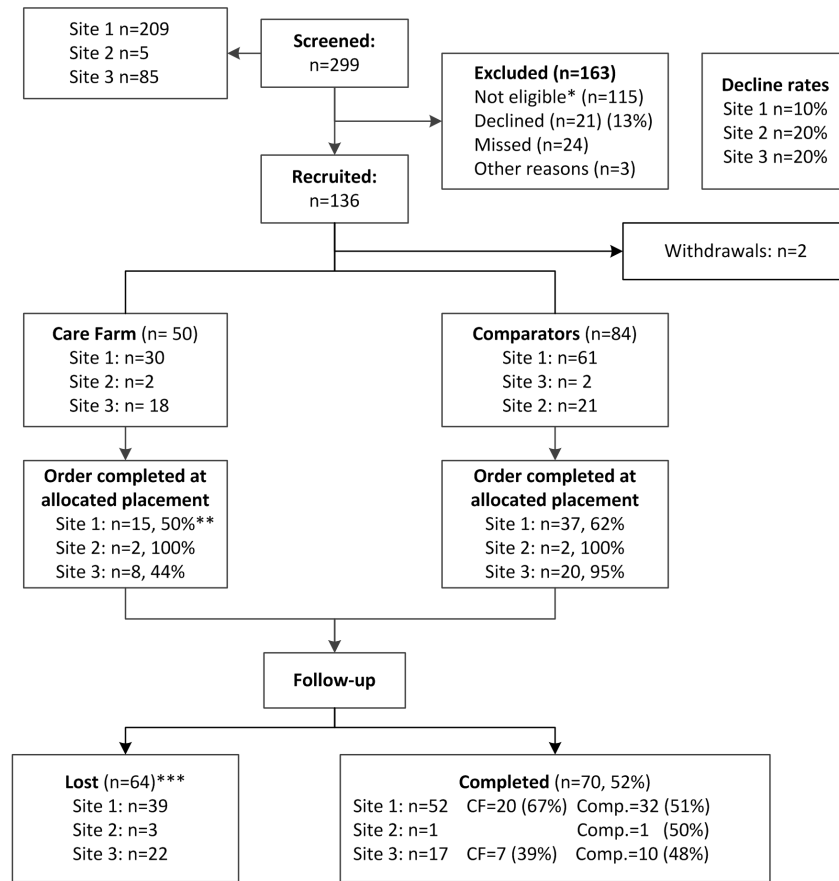 Site 1 n=209
Site 2 n=5
Site 3 n=85
Screened:
n=299
Excluded (n=163)
Not eligible* (n=115)
Declined (n=21) (13%)
Missed (n=24)
Other reasons (n=3)
Decline rates
Site 1 n=10%
Site 2 n=20%
Site 3 n=20%
Recruited:
n=136
Withdrawals: n=2
Care Farm (n= 50)
Site 1: n=30
Site 2: n=2
Site 3: n= 18
Comparators (n=84)
Site 1: n=61
Site 3: n= 2
Site 2: n=21
Order completed at
allocated placement
Site 1: n=15, 50%**
Site 2: n=2, 100%
Site 3: n=8, 44%
Order completed at
allocated placement
Site 1: n=37, 62%
Site 2: n=2, 100%
Site 3: n=20, 95%
Follow-up
Lost (n=64)***
Site 1: n=39
Site 2: n=3
Site 3: n=22
Completed (n=70, 52%)
Site 1: n=52 CF=20 (67%) Comp.=32 (51%)
Site 2: n=1 Comp.=1 (50%)
Site 3: n=17 CF=7 (39%) Comp.=10 (48%)